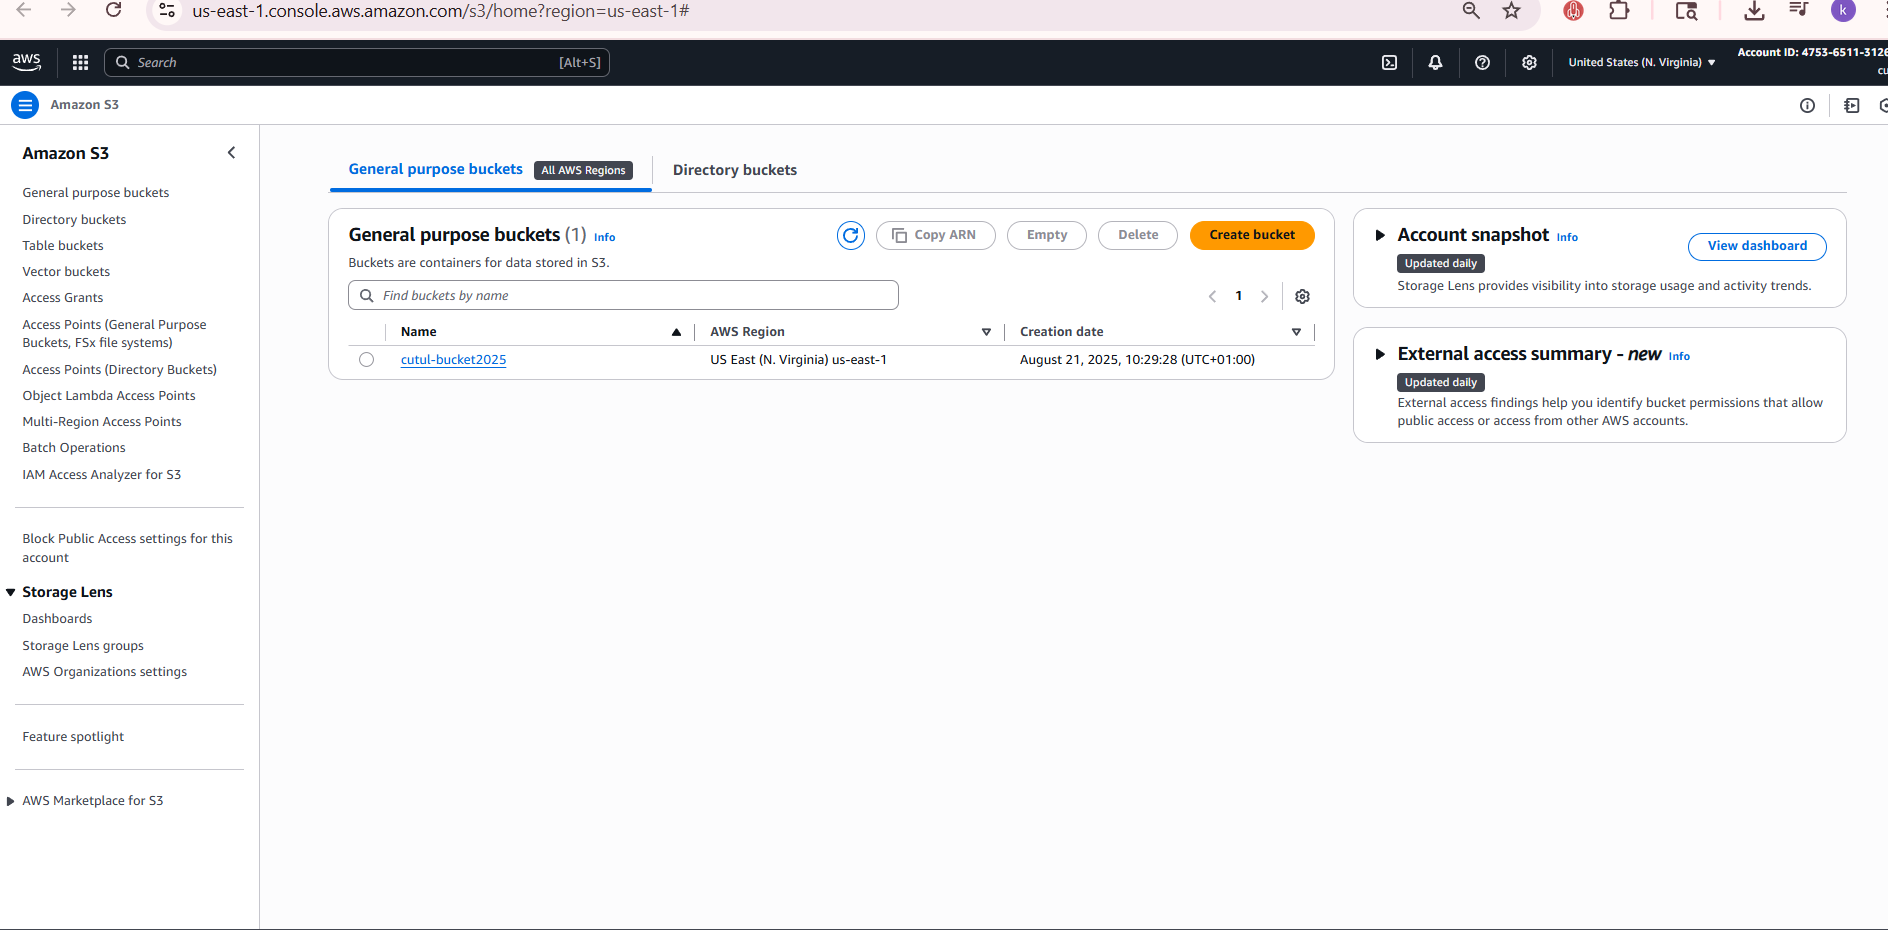 us-east-1.console.aws.amazon.com/s3/home?region=us-east-1#
k
aws
Search
[Alt+S]
United States (N. Virginia)
Account ID: 4753-6511-3126
cu
Amazon S3
Amazon S3
General purpose buckets
Directory buckets
Table buckets
Vector buckets
Access Grants
Access Points (General Purpose
Buckets, FSx file systems)
Access Points (Directory Buckets)
Object Lambda Access Points
Multi-Region Access Points
Batch Operations
IAM Access Analyzer for S3
Block Public Access settings for this
account
Storage Lens
Dashboards
Storage Lens groups
AWS Organizations settings
Feature spotlight
AWS Marketplace for S3
General purpose buckets All AWS Regions
Directory buckets
General purpose buckets (1) Info
Copy ARN
Empty
Delete
Create bucket
Buckets are containers for data stored in S3.
Find buckets by name
1
Name
AWS Region
Creation date
cutul-bucket2025
US East (N. Virginia) us-east-1
August 21, 2025, 10:29:28 (UTC+01:00)
Account snapshot Info
View dashboard
Updated daily
Storage Lens provides visibility into storage usage and activity trends.
External access summary - new Info
Updated daily
External access findings help you identify bucket permissions that allow
public access or access from other AWS accounts.